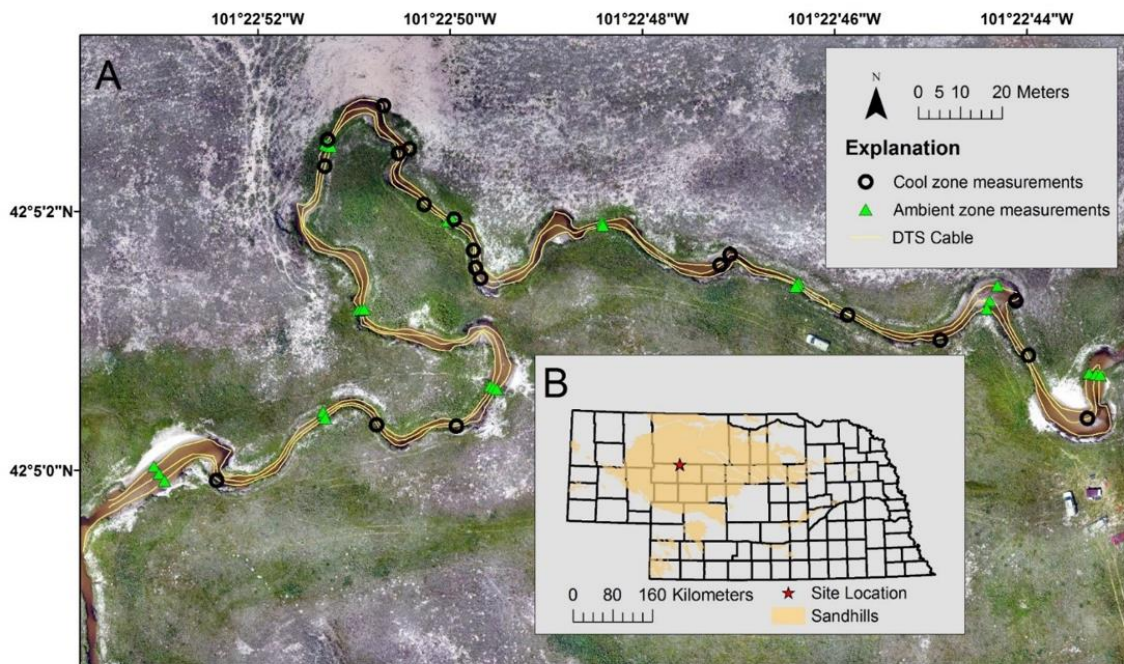 101°22'52"W 101°22'50"W 101°22'48"W 101°22'46"W 101°22'44"W
A
N
0 5 10 20 Meters
Explanation
Cool zone measurements
Ambient zone measurements
DTS Cable
42°5'2"N
42°5'0"N
B
0 80 160 Kilometers
Site Location
Sandhills